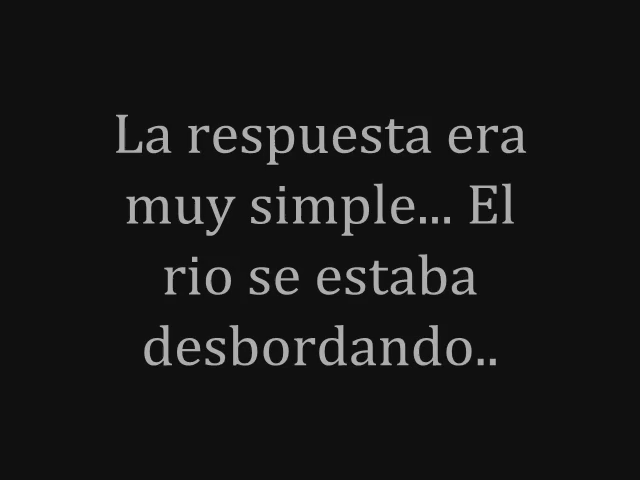 La respuesta era
muy simple... El
rio se estaba
desbordando..